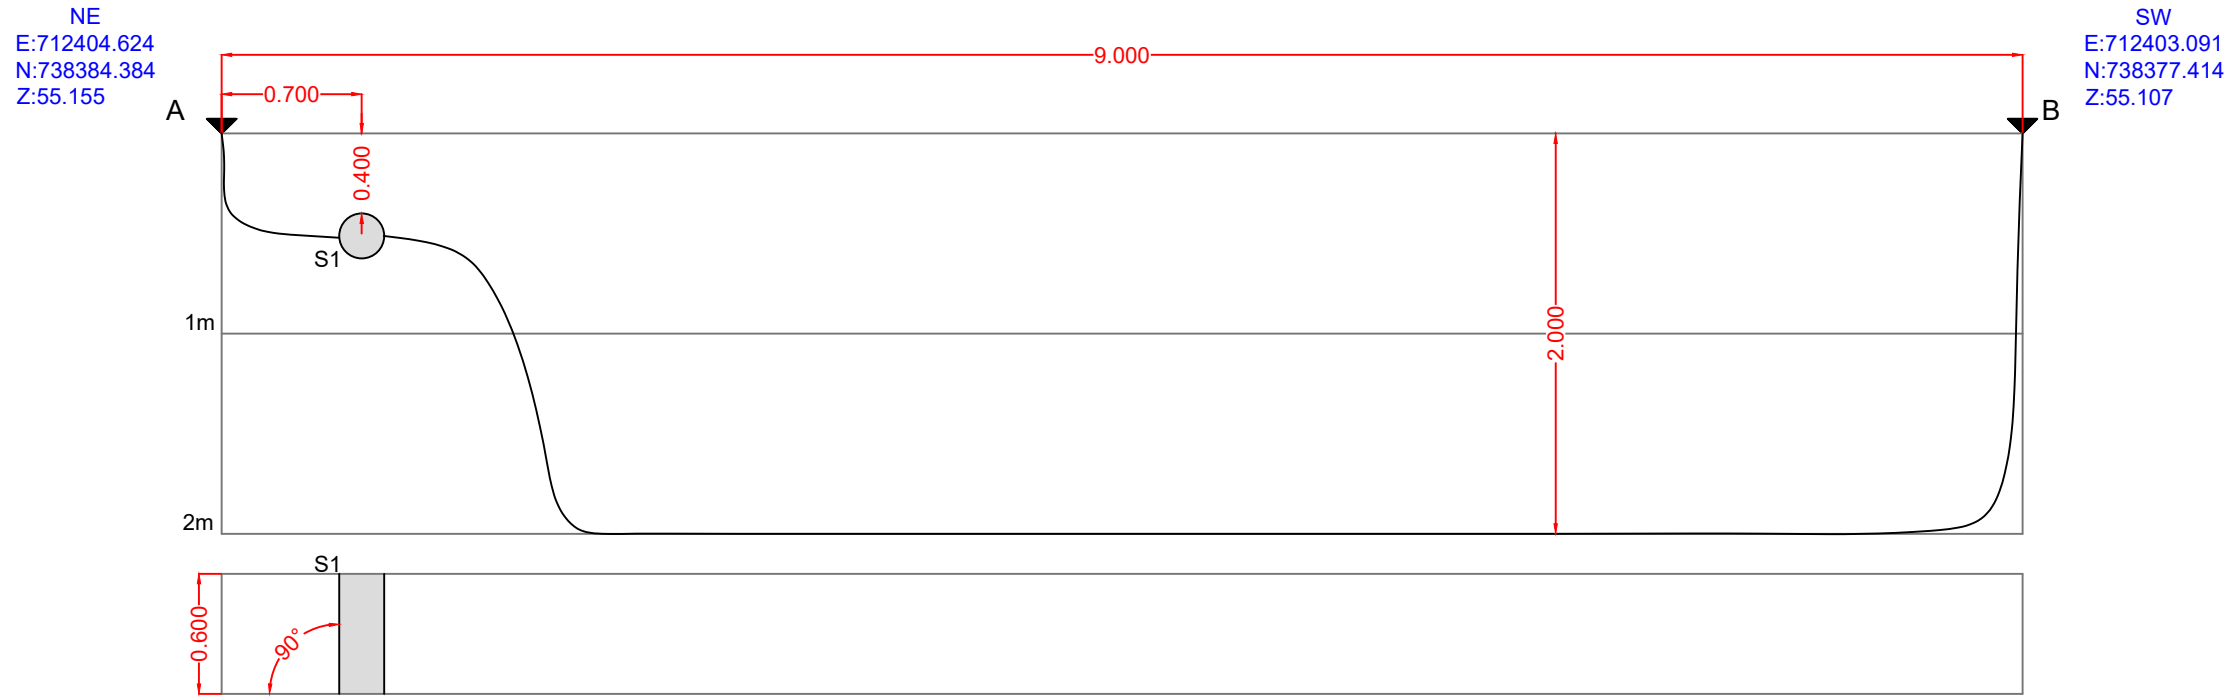 NE
E:712404.624
N:738384.384
Z:55.155
SW
E:712403.091
N:738377.414
Z:55.107
9.000
0.700
A
B
0.400
S1
1m
2.000
2m
S1
0.600
90°